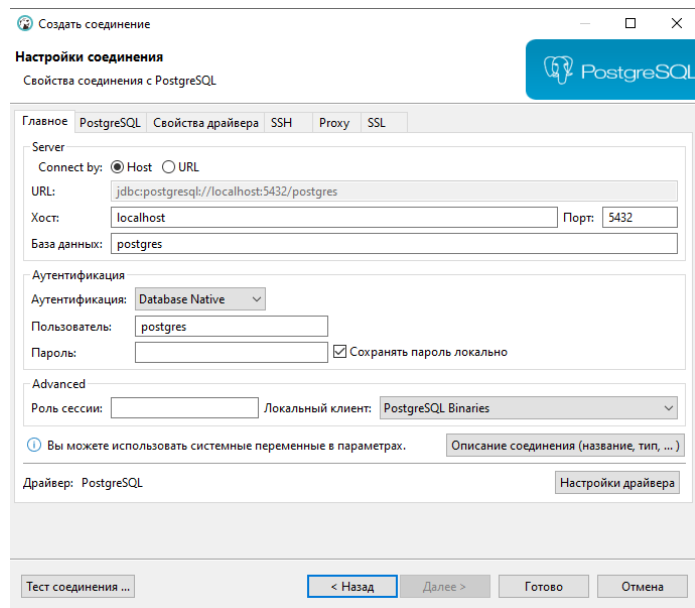 Создать соединение
Настройки соединения
Свойства соединения с PostgreSQL
PostgreSQL
Главное PostgreSQL Свойства драйвера SSH Proxy SSL
Server
Connect by: Host URL
URL: jdbc:postgresql://localhost:5432/postgres
Хост: localhost Порт: 5432
База данных: postgres
Аутентификация
Аутентификация: Database Native
Пользователь: postgres
Пароль: Сохранять пароль локально
Advanced
Роль сессии: Локальный клиент: PostgreSQL Binaries
Вы можете использовать системные переменные в параметрах. Описание соединения (название, тип, ... )
Драйвер: PostgreSQL Настройки драйвера
Тест соединения ... < Назад Далее > Готово Отмена